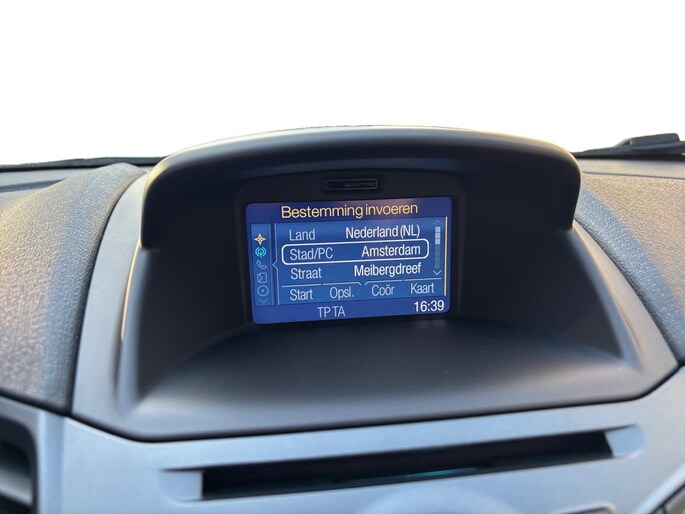 Bestemming invoeren
Land Nederland (NL)
Stad/PC Amsterdam
Straat Meibergdreef
Start Opsl. Coör Kaart
TP TA 16:39